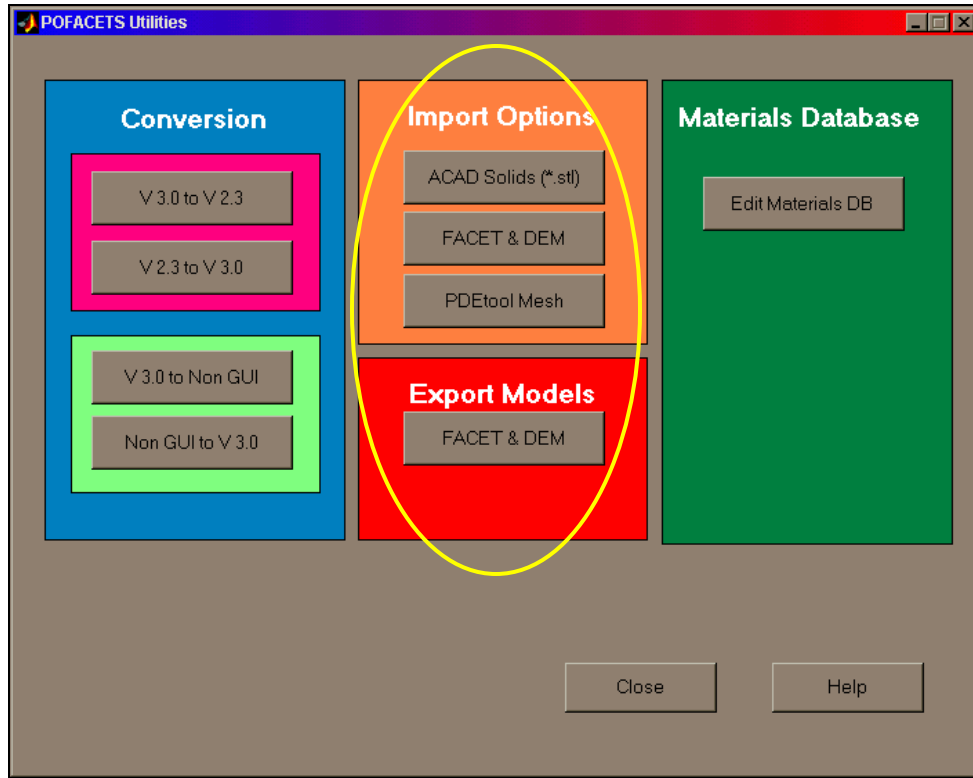 POFACETS Utilities
Conversion
V 3.0 to V 2.3
V 2.3 to V 3.0
V 3.0 to Non GUI
Non GUI to V 3.0
Import Options
ACAD Solids (*.stl)
FACET & DEM
PDEtool Mesh
Export Models
FACET & DEM
Materials Database
Edit Materials DB
Close
Help